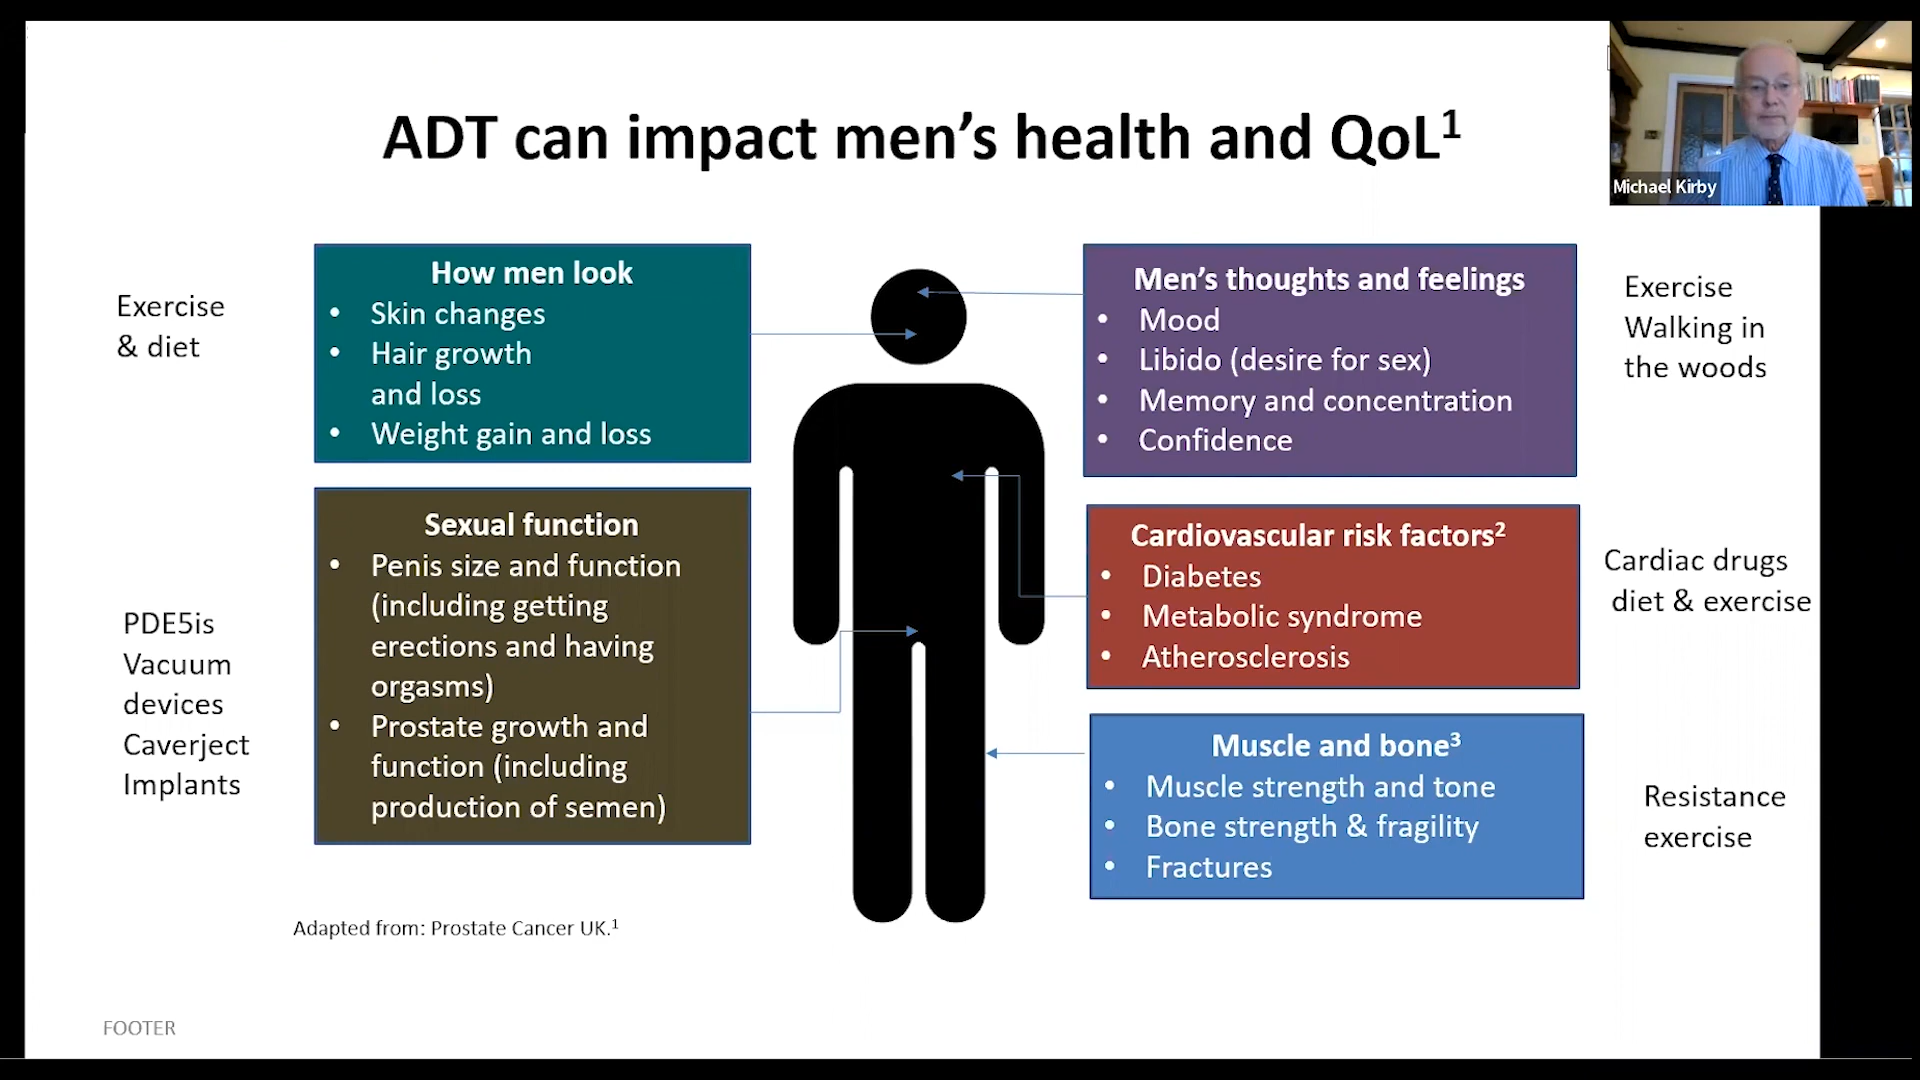 ADT can impact men's health and QoL¹
Michael Kirby
Exercise
& diet
How men look
• Skin changes
• Hair growth
and loss
• Weight gain and loss
Men's thoughts and feelings
• Mood
• Libido (desire for sex)
• Memory and concentration
• Confidence
Exercise
Walking in
the woods
PDE5is
Vacuum
devices
Caverject
Implants
Sexual function
• Penis size and function
(including getting
erections and having
orgasms)
• Prostate growth and
function (including
production of semen)
Cardiovascular risk factors²
• Diabetes
• Metabolic syndrome
• Atherosclerosis
Cardiac drugs
diet & exercise
Muscle and bone³
• Muscle strength and tone
• Bone strength & fragility
• Fractures
Resistance
exercise
Adapted from: Prostate Cancer UK.¹
FOOTER